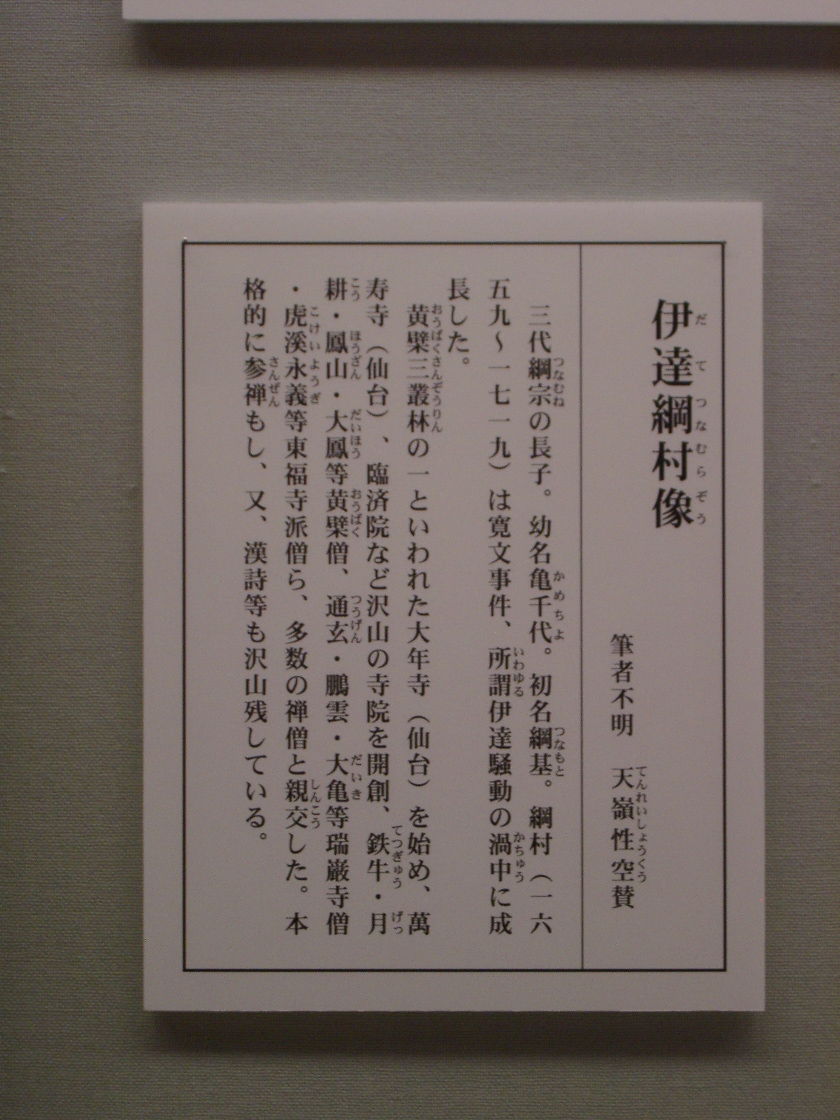 伊達綱村像
筆者不明　天嶺性空賛
三代綱宗の長子。幼名亀千代。初名綱基。綱村（一六
五九〜一七一九）は寛文事件、所謂伊達騒動の渦中に成
長した。
黄檗三叢林の一といわれた大年寺（仙台）を始め、萬
寿寺（仙台）、臨済院など沢山の寺院を開創、鉄牛・月
耕・鳳山・大鳳等黄檗僧、通玄・鵬雲・大亀等瑞巌寺僧
・虎溪永義等東福寺派僧ら、多数の禅僧と親交した。本
格的に参禅もし、又、漢詩等も沢山残している。